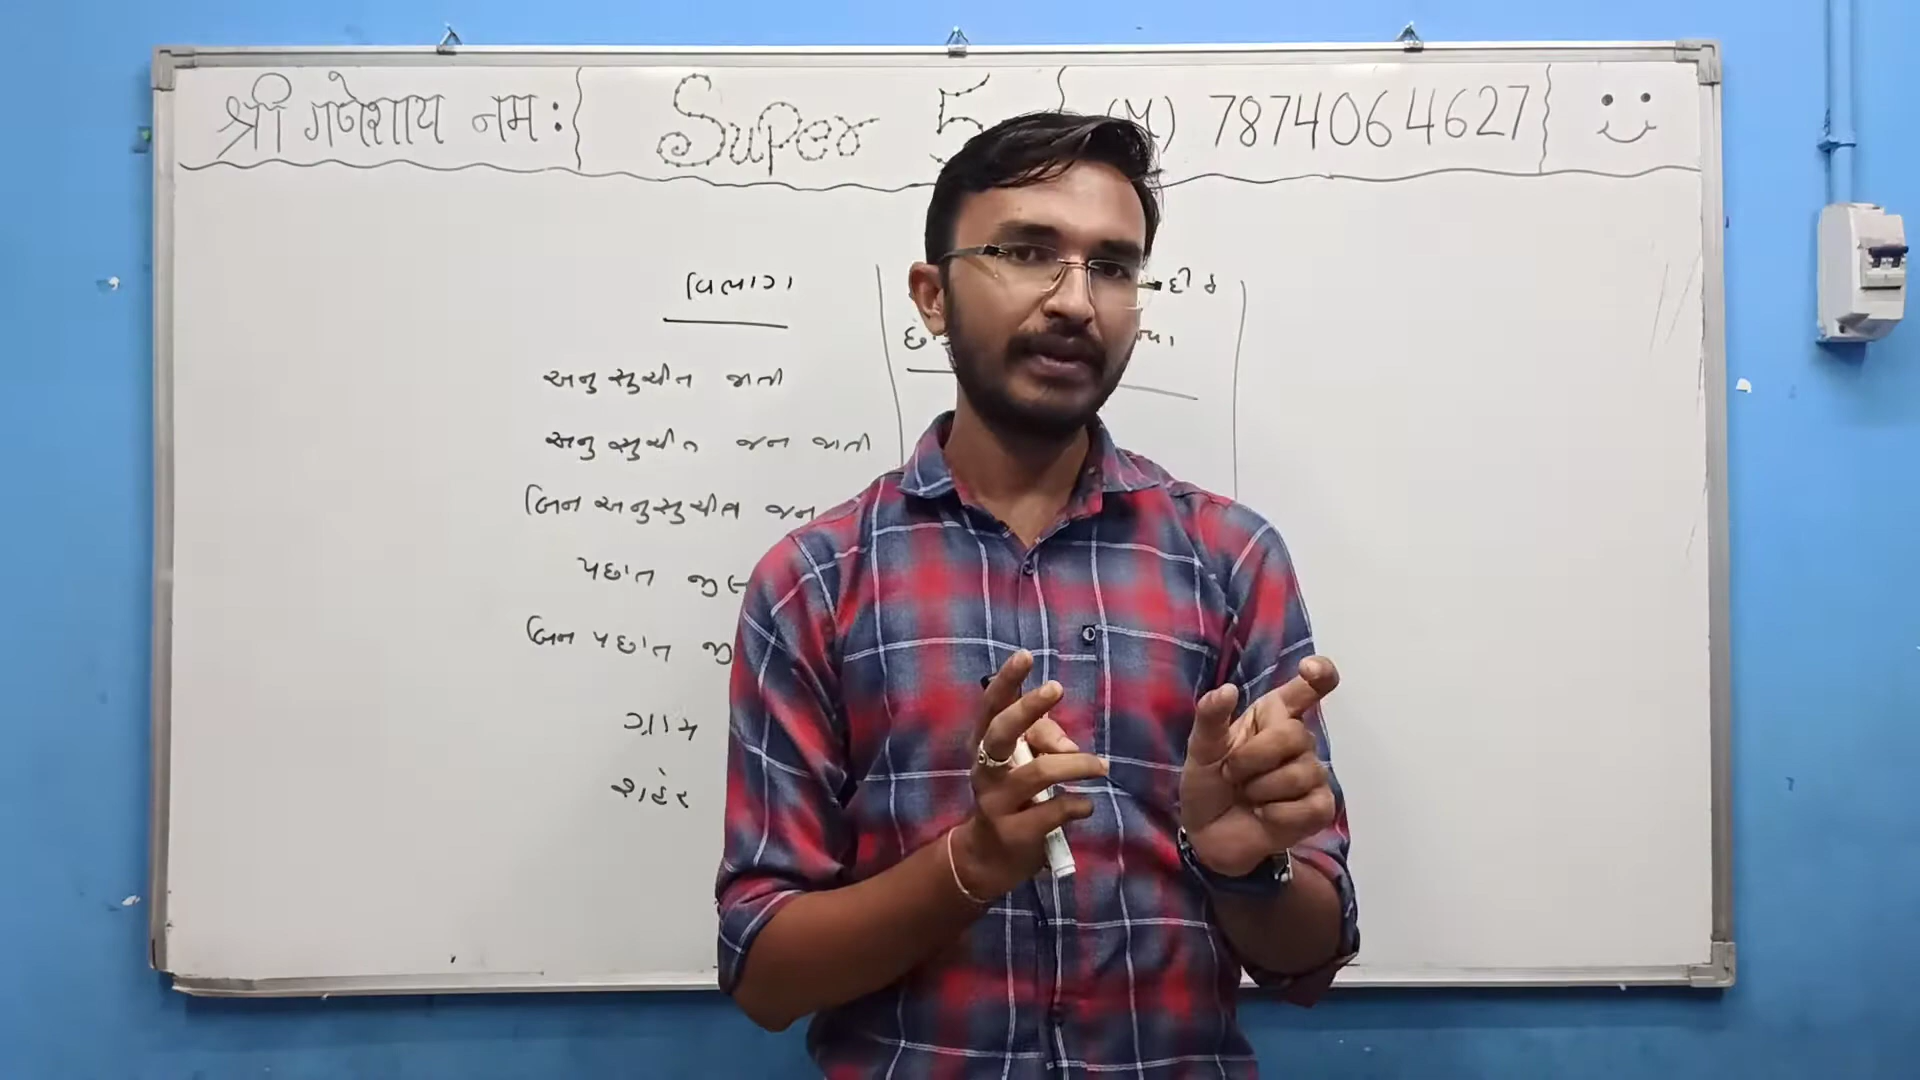 श्री गणेशाय नमः Super 5 (M) 7874064627
વિભાગ
અનુસુચીત જાતી
અનુસુચીત જન જાતી
બિન અનુસુચીત જન
પછાત
બિન પછાત
ગ્રામ
શહેર